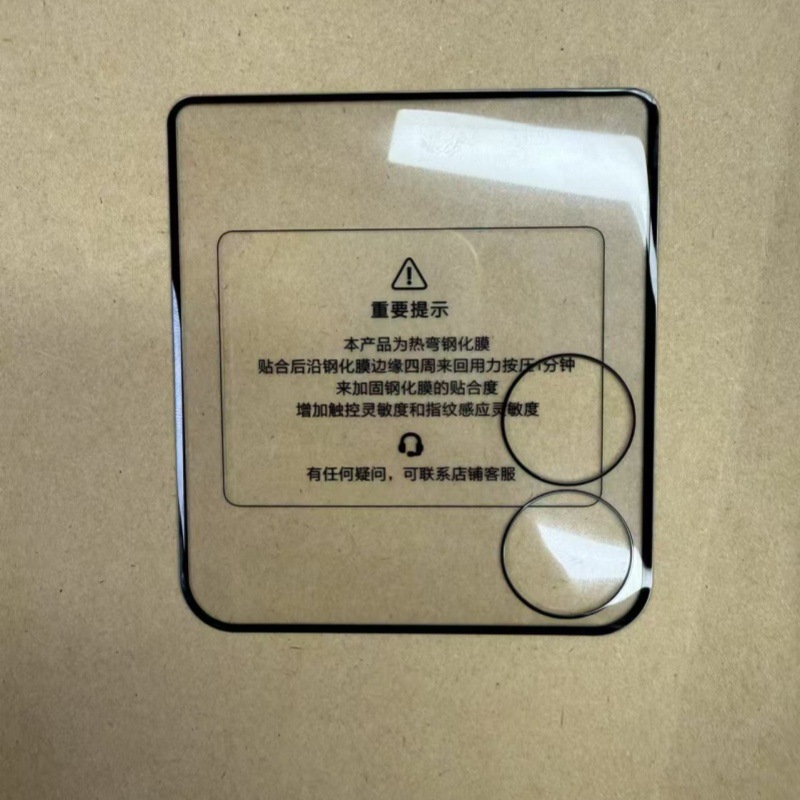 重要提示
本产品为热弯钢化膜
贴合后沿钢化膜边缘四周来回用力按压1分钟
来加固钢化膜的贴合度
增加触控灵敏度和指纹感应灵敏度
有任何疑问，可联系店铺客服